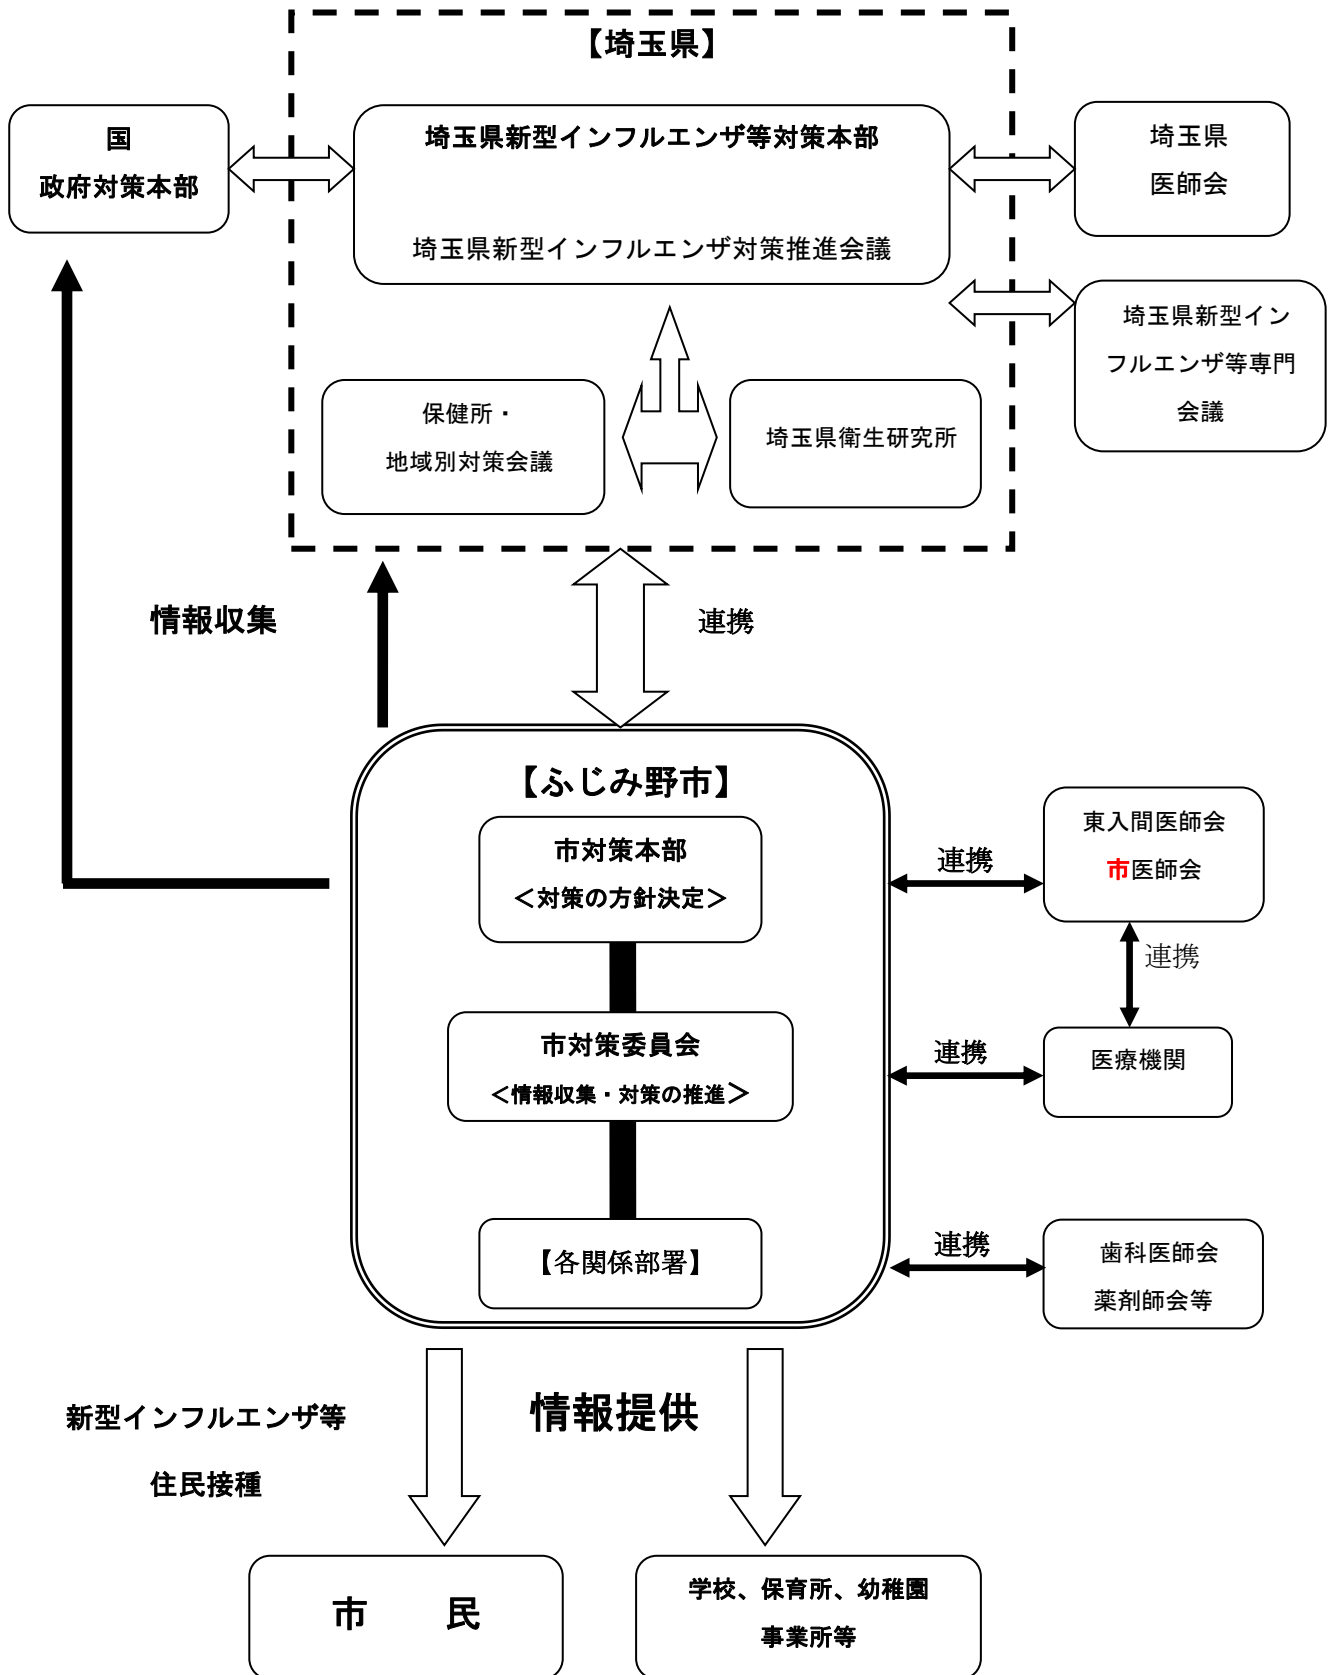 【埼玉県】
国
政府対策本部
埼玉県新型インフルエンザ等対策本部
埼玉県新型インフルエンザ対策推進会議
埼玉県
医師会
埼玉県新型イン
フルエンザ等専門
会議
保健所・
地域別対策会議
埼玉県衛生研究所
情報収集
連携
【ふじみ野市】
市対策本部
＜対策の方針決定＞
連携
東入間医師会
市医師会
連携
市対策委員会
＜情報収集・対策の推進＞
連携
医療機関
【各関係部署】
連携
歯科医師会
薬剤師会等
新型インフルエンザ等
住民接種
情報提供
市　　民
学校、保育所、幼稚園
事業所等